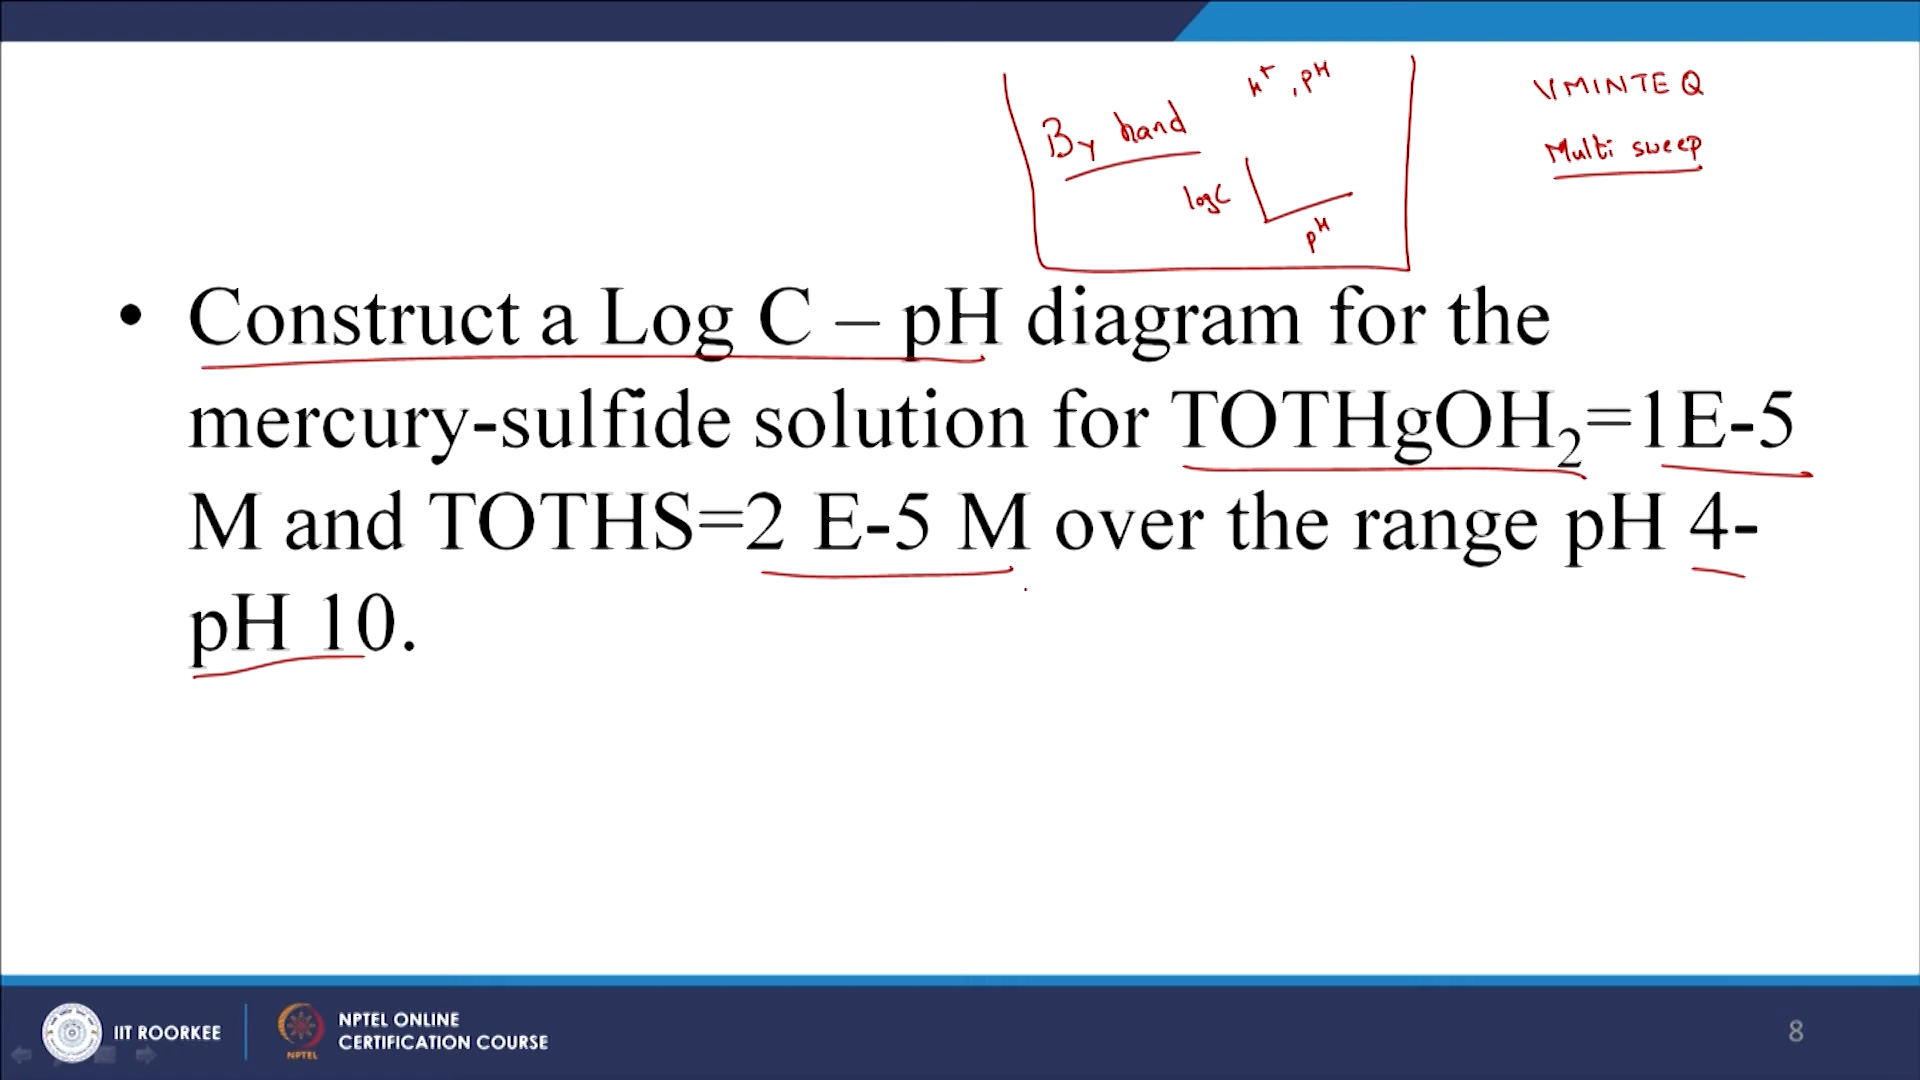 H+, pH
VMINTEQ
By hand
Multi sweep
logC
pH
• Construct a Log C – pH diagram for the
mercury-sulfide solution for TOTHgOH₂=1E-5
M and TOTHS=2 E-5 M over the range pH 4-
pH 10.
IIT ROORKEE
NPTEL
NPTEL ONLINE
CERTIFICATION COURSE
8